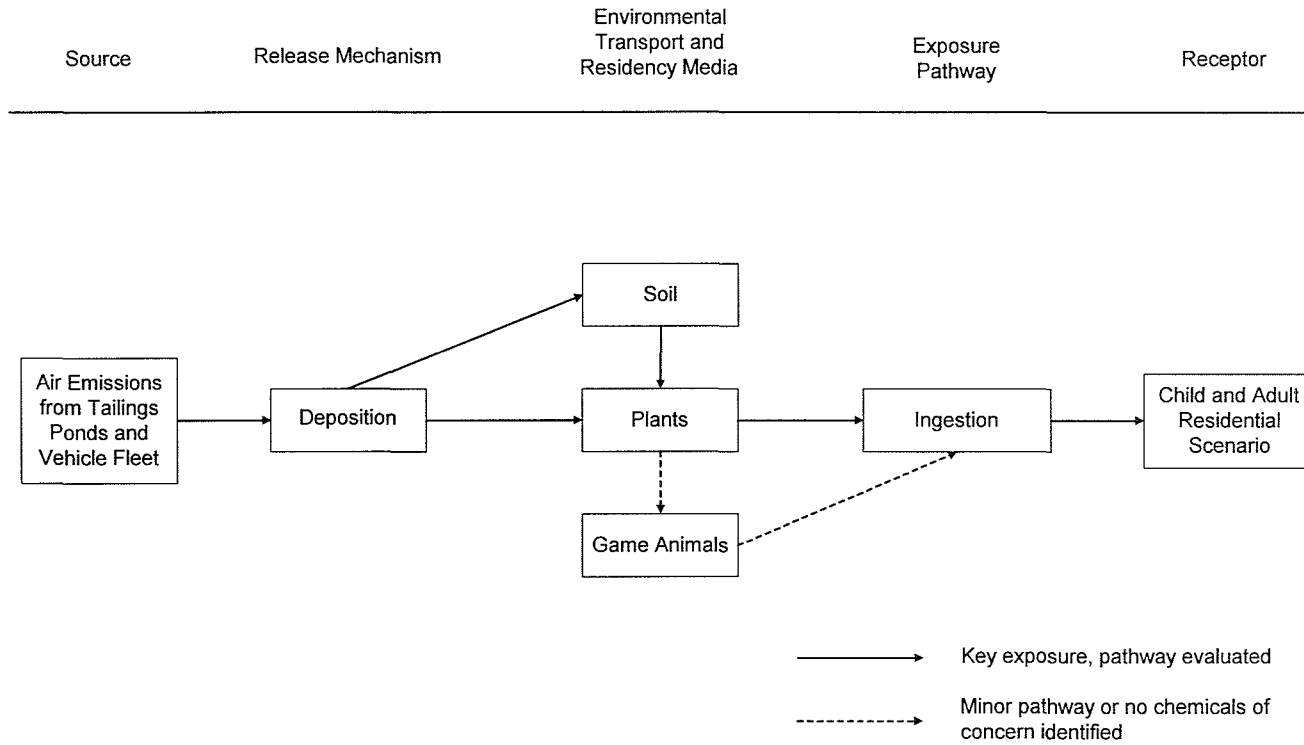 Source
Release Mechanism
Environmental
Transport and
Residency Media
Exposure
Pathway
Receptor
Soil
Air Emissions
from Tailings
Ponds and
Vehicle Fleet
Deposition
Plants
Ingestion
Child and Adult
Residential
Scenario
Game Animals
Key exposure, pathway evaluated
Minor pathway or no chemicals of
concern identified